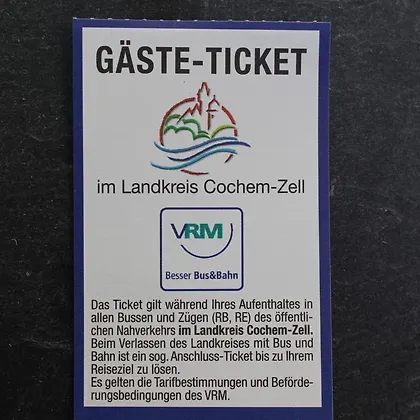 GÄSTE-TICKET
im Landkreis Cochem-Zell
VRM
Besser Bus&Bahn
Das Ticket gilt während Ihres Aufenthaltes in
allen Bussen und Zügen (RB, RE) des öffentli-
chen Nahverkehrs im Landkreis Cochem-Zell.
Beim Verlassen des Landkreises mit Bus und
Bahn ist ein sog. Anschluss-Ticket bis zu Ihrem
Reiseziel zu lösen.
Es gelten die Tarifbestimmungen und Beförde-
rungsbedingungen des VRM.